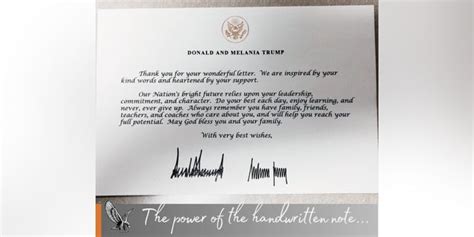 DONALD AND MELANIA TRUMP
Thank you for your wonderful letter. We are inspired by your
kind words and heartened by your support.
Our Nation's bright future relies upon your leadership,
commitment, and character. Do your best each day, enjoy learning, and
never, ever give up. Always remember you have family, friends,
teachers, and coaches who care about you, and will help you reach your
full potential. May God bless you and your family.
With very best wishes,
The power of the handwritten note...